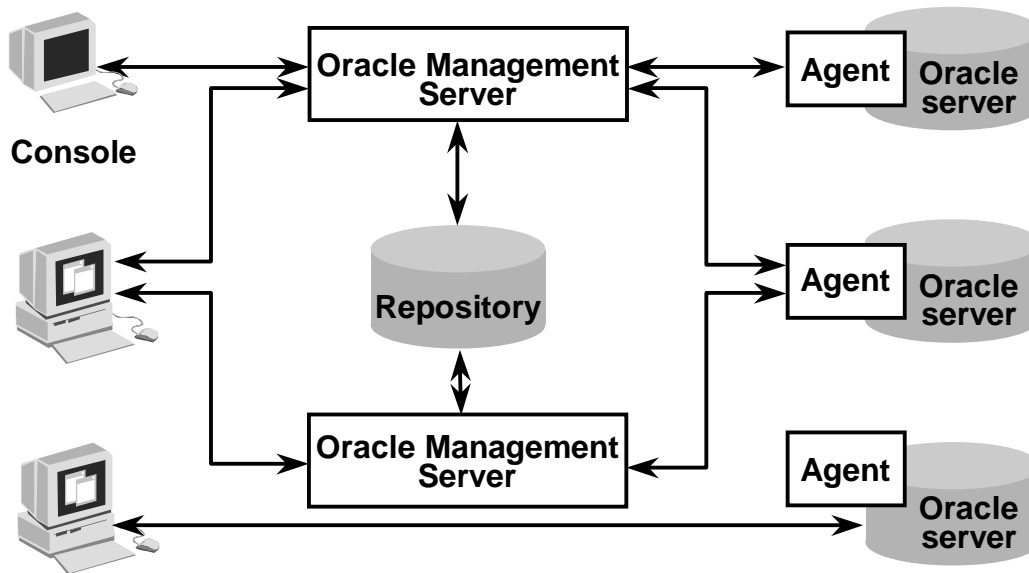 Oracle Management
Server
Agent
Oracle
server
Console
Repository
Agent
Oracle
server
Oracle Management
Server
Agent
Oracle
server